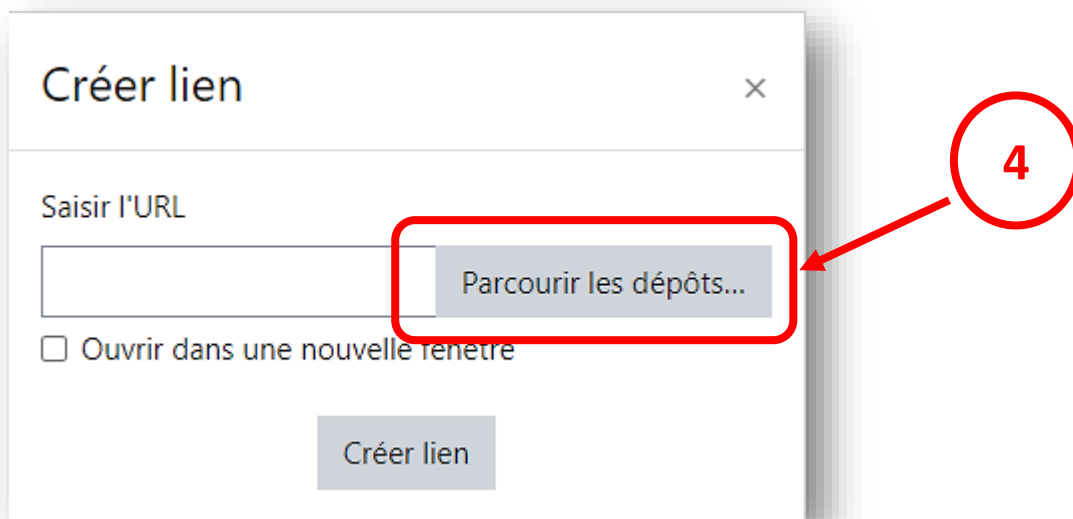 Créer lien
×
4
Saisir l'URL
Parcourir les dépôts...
Ouvrir dans une nouvelle fenêtre
Créer lien